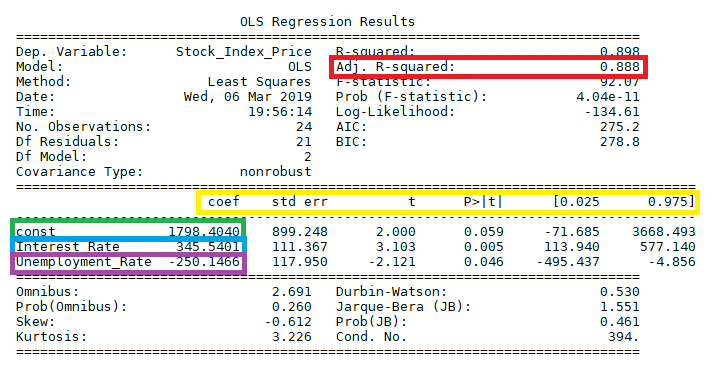 OLS Regression Results
==============================================================================
Dep. Variable:      Stock_Index_Price   R-squared:                       0.898
Model:                            OLS   Adj. R-squared:                  0.888
Method:                 Least Squares   F-statistic:                     92.07
Date:                Wed, 06 Mar 2019   Prob (F-statistic):           4.04e-11
Time:                        19:56:14   Log-Likelihood:                -134.61
No. Observations:                  24   AIC:                             275.2
Df Residuals:                      21   BIC:                             278.8
Df Model:                           2
Covariance Type:            nonrobust
=====================================================================================
                        coef    std err          t      P>|t|      [0.025      0.975]
-------------------------------------------------------------------------------------
const              1798.4040    899.248      2.000      0.059     -71.685    3668.493
Interest_Rate       345.5401    111.367      3.103      0.005     113.940     577.140
Unemployment_Rate  -250.1466    117.950     -2.121      0.046    -495.437      -4.856
==============================================================================
Omnibus:                        2.691   Durbin-Watson:                   0.530
Prob(Omnibus):                  0.260   Jarque-Bera (JB):                1.551
Skew:                          -0.612   Prob(JB):                        0.461
Kurtosis:                       3.226   Cond. No.                         394.
==============================================================================